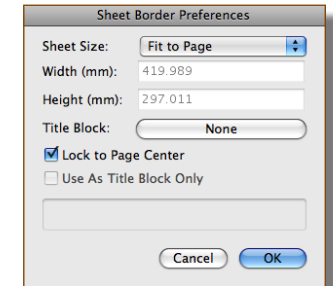 Sheet Border Preferences
Sheet Size: Fit to Page
Width (mm): 419.989
Height (mm): 297.011
Title Block: None
Lock to Page Center
Use As Title Block Only
Cancel OK